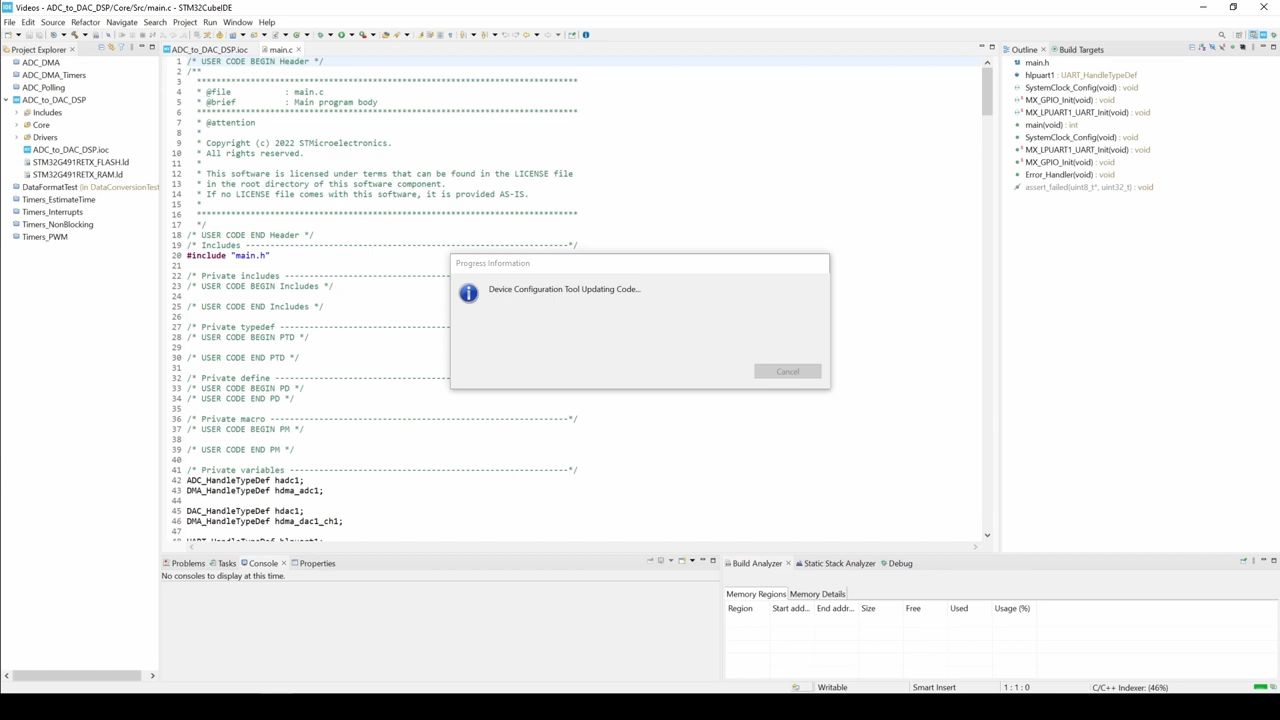 IDE Videos - ADC_to_DAC_DSP/Core/Src/main.c - STM32CubeIDE
File Edit Source Refactor Navigate Search Project Run Window Help
Project Explorer
ADC_DMA
ADC_DMA_Timers
ADC_Polling
ADC_to_DAC_DSP
Includes
Core
Drivers
ADC_to_DAC_DSP.ioc
STM32G491RETX_FLASH.ld
STM32G491RETX_RAM.ld
DataFormatTest (in DataConversionTest
Timers_EstimateTime
Timers_Interrupts
Timers_NonBlocking
Timers_PWM
ADC_to_DAC_DSP.ioc main.c
1 /* USER CODE BEGIN Header */
2 /**
3 ******************************************************************************
4 * @file : main.c
5 * @brief : Main program body
6 ******************************************************************************
7 * @attention
8 *
9 * Copyright (c) 2022 STMicroelectronics.
10 * All rights reserved.
11 *
12 * This software is licensed under terms that can be found in the LICENSE file
13 * in the root directory of this software component.
14 * If no LICENSE file comes with this software, it is provided AS-IS.
15 *
16 ******************************************************************************
17 */
18 /* USER CODE END Header */
19 /* Includes ------------------------------------------------------------------*/
20 #include "main.h"
21
22 /* Private includes ----------------------------------
23 /* USER CODE BEGIN Includes */
24
25 /* USER CODE END Includes */
26
27 /* Private typedef -----------------------------------
28 /* USER CODE BEGIN PTD */
29
30 /* USER CODE END PTD */
31
32 /* Private define ------------------------------------
33 /* USER CODE BEGIN PD */
34 /* USER CODE END PD */
35
36 /* Private macro -------------------------------------------------------------*/
37 /* USER CODE BEGIN PM */
38
39 /* USER CODE END PM */
40
41 /* Private variables ---------------------------------------------------------*/
42 ADC_HandleTypeDef hadc1;
43 DMA_HandleTypeDef hdma_adc1;
44
45 DAC_HandleTypeDef hdac1;
46 DMA_HandleTypeDef hdma_dac1_ch1;
47
48 UART_HandleTypeDef hlpuart1;
Progress Information
Device Configuration Tool Updating Code...
Cancel
Outline Build Targets
main.h
hlpuart1 : UART_HandleTypeDef
SystemClock_Config(void) : void
MX_GPIO_Init(void) : void
MX_LPUART1_UART_Init(void) : void
main(void) : int
SystemClock_Config(void) : void
MX_LPUART1_UART_Init(void) : void
MX_GPIO_Init(void) : void
Error_Handler(void) : void
assert_failed(uint8_t*, uint32_t) : void
Problems Tasks Console Properties
No consoles to display at this time.
Build Analyzer Static Stack Analyzer Debug
Memory Regions Memory Details
Region Start add... End addr... Size Free Used Usage (%)
Writable Smart Insert 1 : 1 : 0 C/C++ Indexer: (46%)